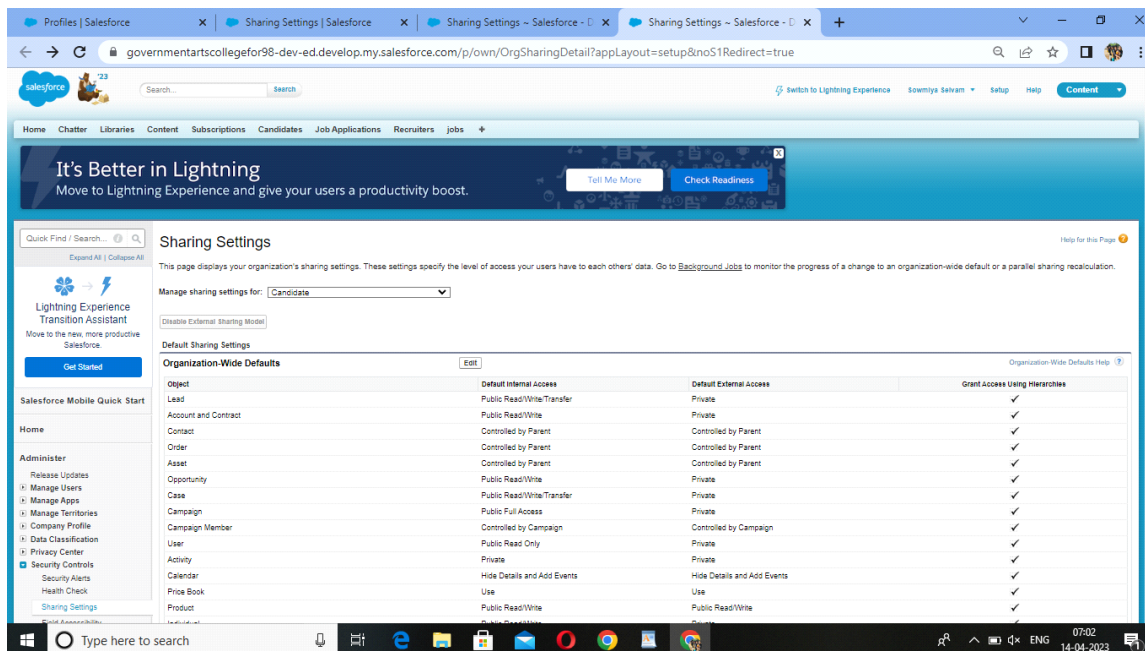 Profiles | Salesforce
Sharing Settings | Salesforce
Sharing Settings ~ Salesforce - D
Sharing Settings ~ Salesforce - D
governmentartscollegefor98-dev-ed.develop.my.salesforce.com/p/own/OrgSharingDetail?appLayout=setup&noS1Redirect=true
salesforce '23 Search... Search Switch to Lightning Experience Sowmiya Selvam Setup Help Content
Home Chatter Libraries Content Subscriptions Candidates Job Applications Recruiters jobs +
It's Better in Lightning
Move to Lightning Experience and give your users a productivity boost.
Tell Me More Check Readiness
Quick Find / Search...
Expand All | Collapse All
Lightning Experience
Transition Assistant
Move to the new, more productive
Salesforce.
Get Started
Salesforce Mobile Quick Start
Home
Administer
Release Updates
Manage Users
Manage Apps
Manage Territories
Company Profile
Data Classification
Privacy Center
Security Controls
Security Alerts
Health Check
Sharing Settings
Field Accessibility
Sharing Settings
Help for this Page
This page displays your organization's sharing settings. These settings specify the level of access your users have to each others' data. Go to Background Jobs to monitor the progress of a change to an organization-wide default or a parallel sharing recalculation.
Manage sharing settings for: Candidate
Disable External Sharing Model
Default Sharing Settings
Organization-Wide Defaults Edit Organization-Wide Defaults Help ?
Object Default Internal Access Default External Access Grant Access Using Hierarchies
Lead Public Read/Write/Transfer Private
Account and Contract Public Read/Write Private
Contact Controlled by Parent Controlled by Parent
Order Controlled by Parent Controlled by Parent
Asset Controlled by Parent Controlled by Parent
Opportunity Public Read/Write Private
Case Public Read/Write/Transfer Private
Campaign Public Full Access Private
Campaign Member Controlled by Campaign Controlled by Campaign
User Public Read Only Private
Activity Private Private
Calendar Hide Details and Add Events Hide Details and Add Events
Price Book Use Use
Product Public Read/Write Public Read/Write
Individual Public Read/Write Private
Type here to search
ENG
07:02
14-04-2023